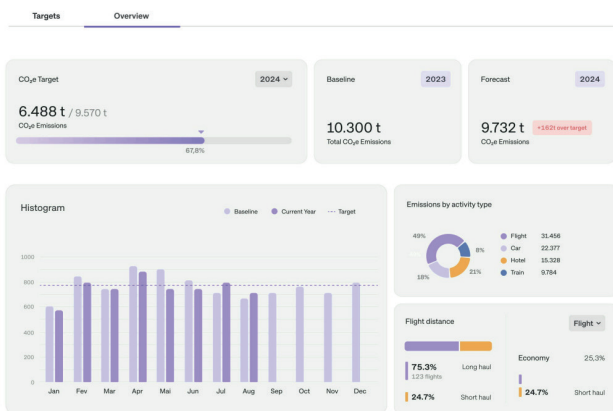 Targets Overview
CO₂e Target 2024
6.488 t / 9.570 t
CO₂e Emissions
67,8%
Baseline 2023
10.300 t
Total CO₂e Emissions
Forecast 2024
9.732 t +162t over target
CO₂e Emissions
Histogram
Baseline Current Year Target
1000
800
600
400
200
0
Jan Feb Mar Apr Mai Jun Jul Aug Sep Oct Nov Dec
Emissions by activity type
49%
8%
21%
18%
Flight 31.456
Car 22.377
Hotel 15.328
Train 9.784
Flight distance Flight
75.3% Long haul
123 flights
24.7% Short haul
Economy 25,3%
24.7% Short haul